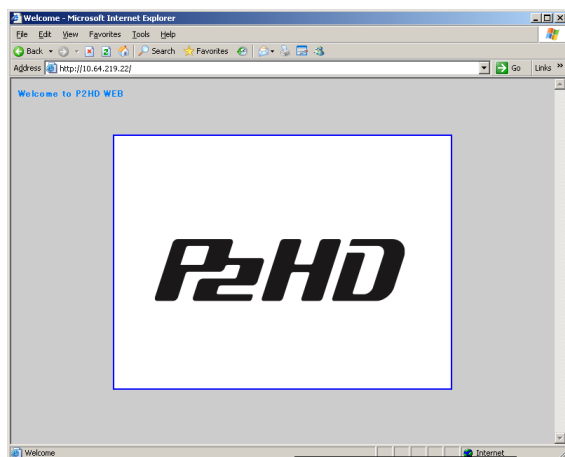 Welcome - Microsoft Internet Explorer
File Edit View Favorites Tools Help
Back Search Favorites
Address http://10.64.219.22/ Go Links »
Welcome to P2HD WEB
P2HD
Welcome Internet